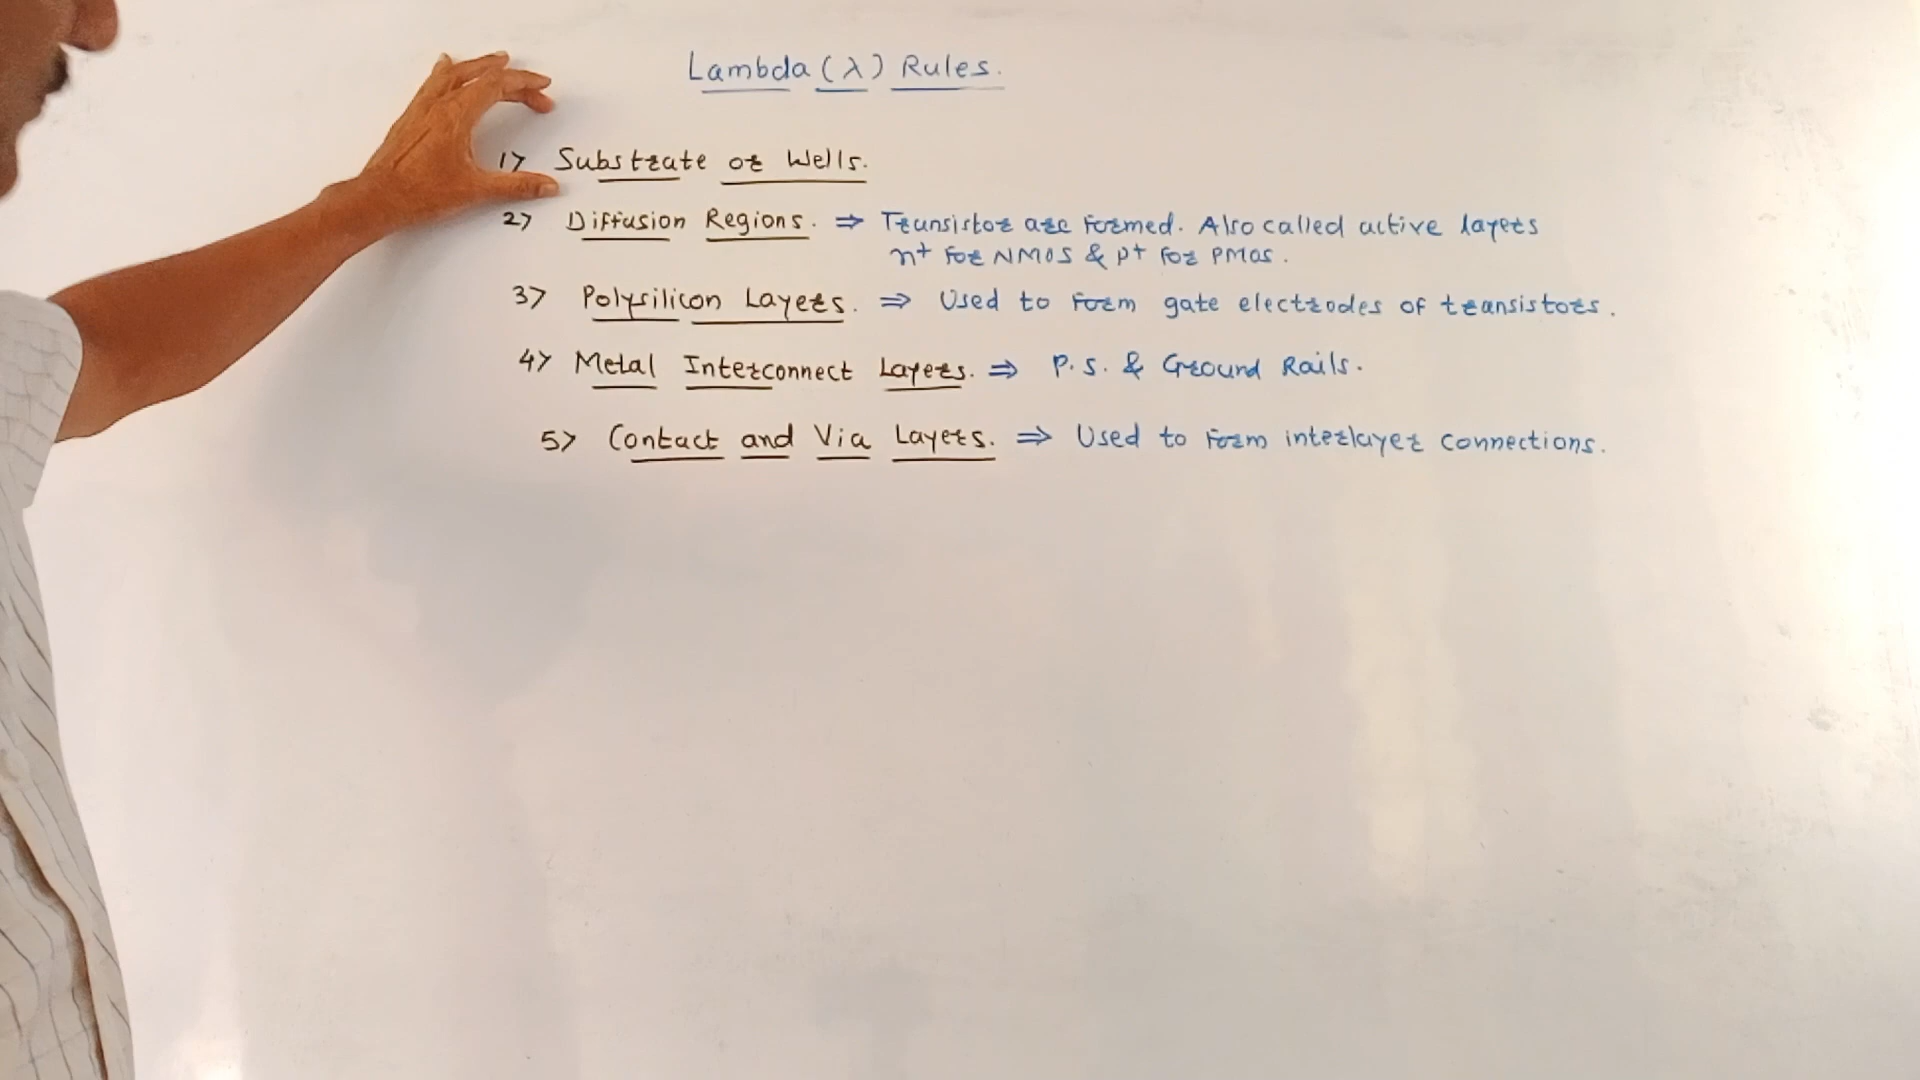 Lambda (λ) Rules.
1> Substrate or Wells.
2> Diffusion Regions. ⇒ Transistor are formed. Also called active layers
n+ for NMOS & p+ for PMOS.
3> Polysilicon Layers. ⇒ Used to form gate electrodes of transistors.
4> Metal Interconnect Layers. ⇒ P.S. & Ground Rails.
5> Contact and Via Layers. ⇒ Used to form interlayer connections.